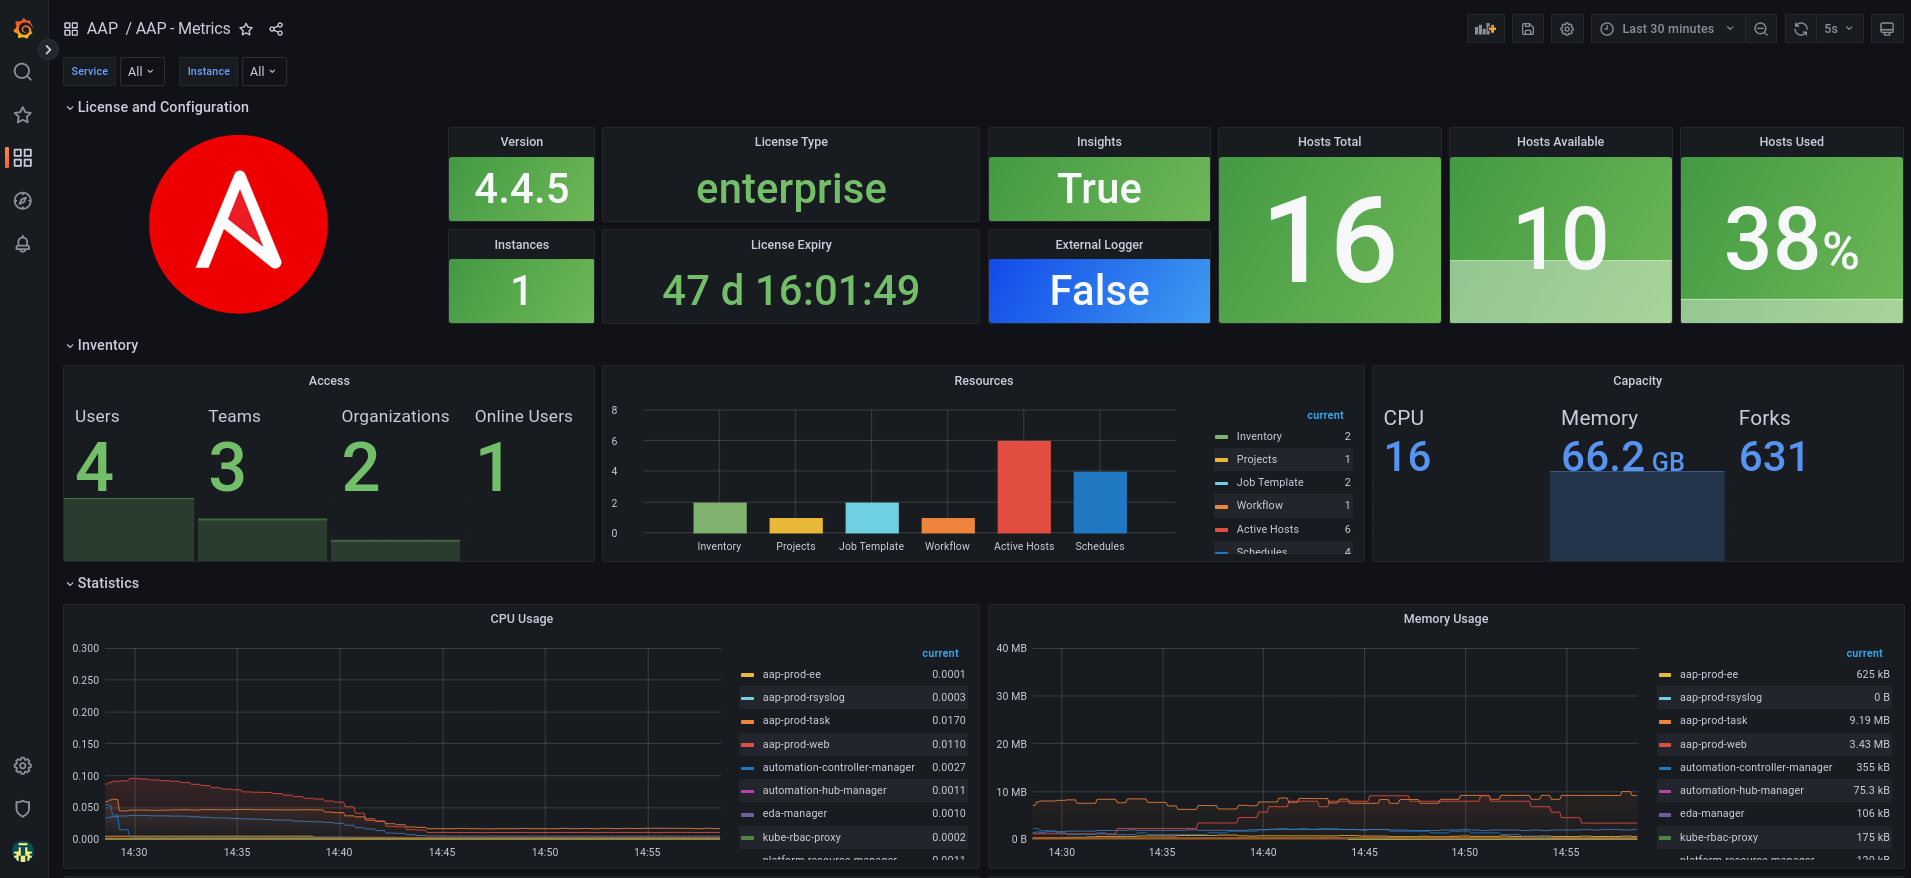 AAP / AAP - Metrics
Last 30 minutes
5s
Service All Instance All
License and Configuration
Version
4.4.5
License Type
enterprise
Insights
True
Hosts Total
16
Hosts Available
10
Hosts Used
38%
Instances
1
License Expiry
47 d 16:01:49
External Logger
False
Inventory
Access
Users
4
Teams
3
Organizations
2
Online Users
1
Resources
8
6
4
2
0
Inventory Projects Job Template Workflow Active Hosts Schedules
current
Inventory 2
Projects 1
Job Template 2
Workflow 1
Active Hosts 6
Schedules 4
Capacity
CPU
16
Memory
66.2 GB
Forks
631
Statistics
CPU Usage
0.300
0.250
0.200
0.150
0.100
0.050
0.000
14:30 14:35 14:40 14:45 14:50 14:55
current
aap-prod-ee 0.0001
aap-prod-rsyslog 0.0003
aap-prod-task 0.0170
aap-prod-web 0.0110
automation-controller-manager 0.0027
automation-hub-manager 0.0011
eda-manager 0.0010
kube-rbac-proxy 0.0002
platform-resource-manager 0.0011
Memory Usage
40 MB
30 MB
20 MB
10 MB
0 B
14:30 14:35 14:40 14:45 14:50 14:55
current
aap-prod-ee 625 kB
aap-prod-rsyslog 0 B
aap-prod-task 9.19 MB
aap-prod-web 3.43 MB
automation-controller-manager 355 kB
automation-hub-manager 75.3 kB
eda-manager 106 kB
kube-rbac-proxy 175 kB
platform-resource-manager